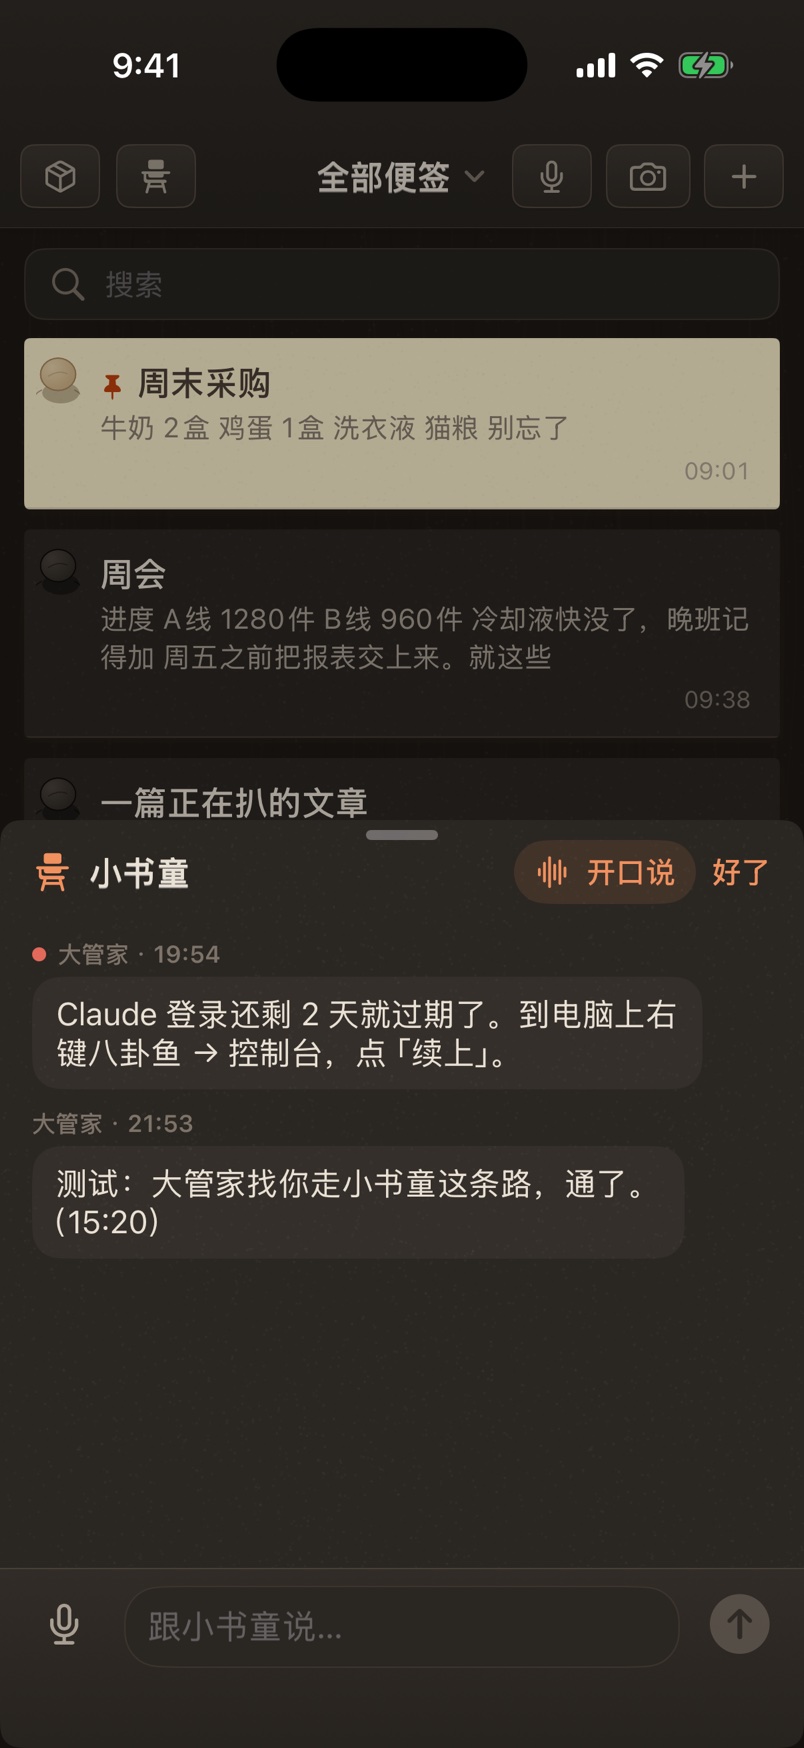 9:41
全部便签
搜索
周末采购
牛奶 2盒 鸡蛋 1盒 洗衣液 猫粮 别忘了
09:01
周会
进度 A线 1280件 B线 960件 冷却液快没了，晚班记
得加 周五之前把报表交上来。就这些
09:38
一篇正在扒的文章
小书童
开口说
好了
大管家 · 19:54
Claude 登录还剩 2 天就过期了。到电脑上右
键八卦鱼 → 控制台，点「续上」。
大管家 · 21:53
测试：大管家找你走小书童这条路，通了。
(15:20)
跟小书童说...